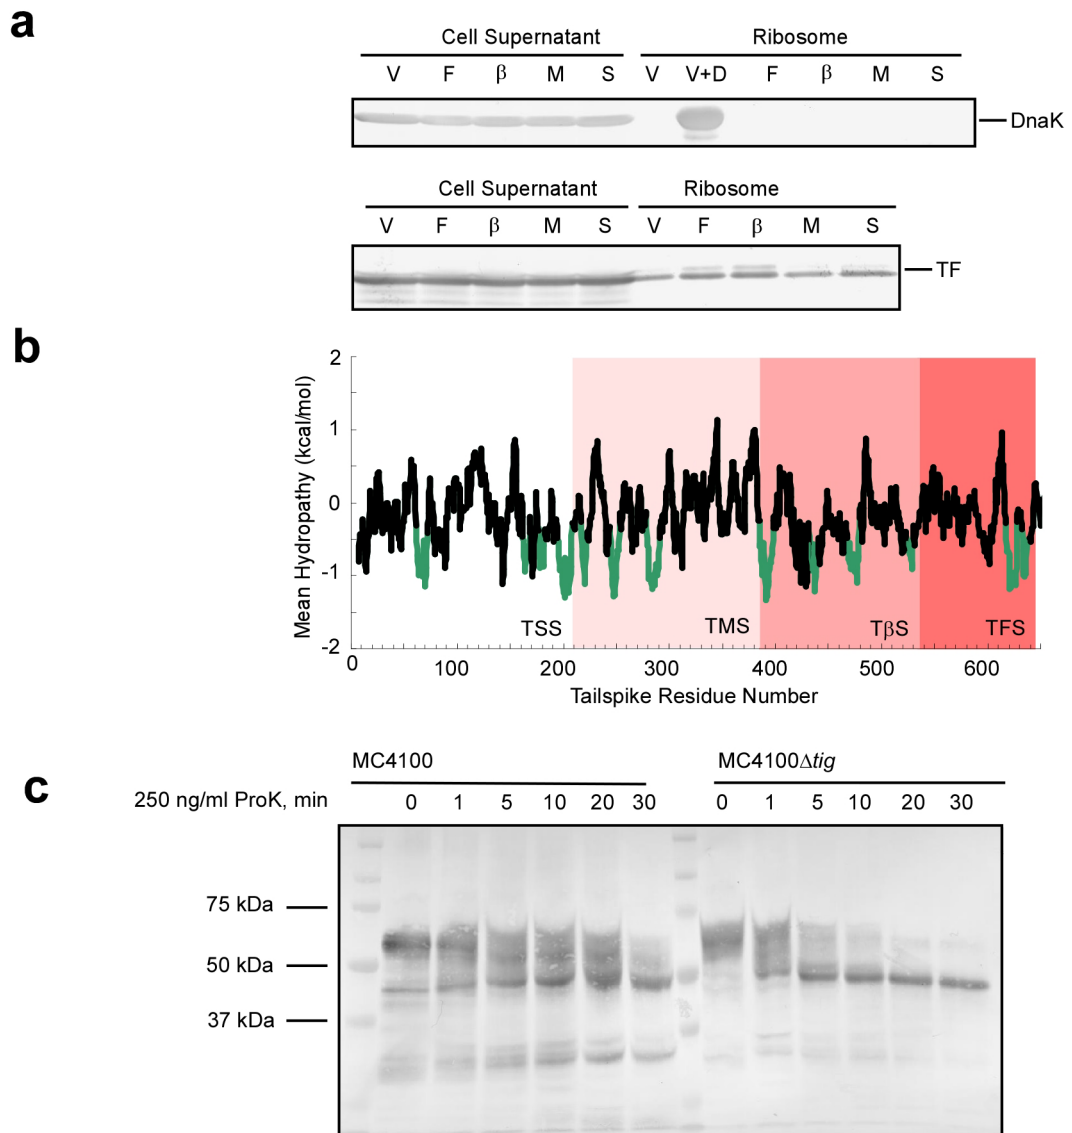 a
Cell Supernatant Ribosome
V F β M S V V+D F β M S
DnaK
Cell Supernatant Ribosome
V F β M S V F β M S
TF
b
Mean Hydropathy (kcal/mol)
2
1
0
-1
-2
TSS TMS TβS TFS
0 100 200 300 400 500 600
Tailspike Residue Number
c
MC4100 MC4100Δtig
250 ng/ml ProK, min 0 1 5 10 20 30 0 1 5 10 20 30
75 kDa
50 kDa
37 kDa